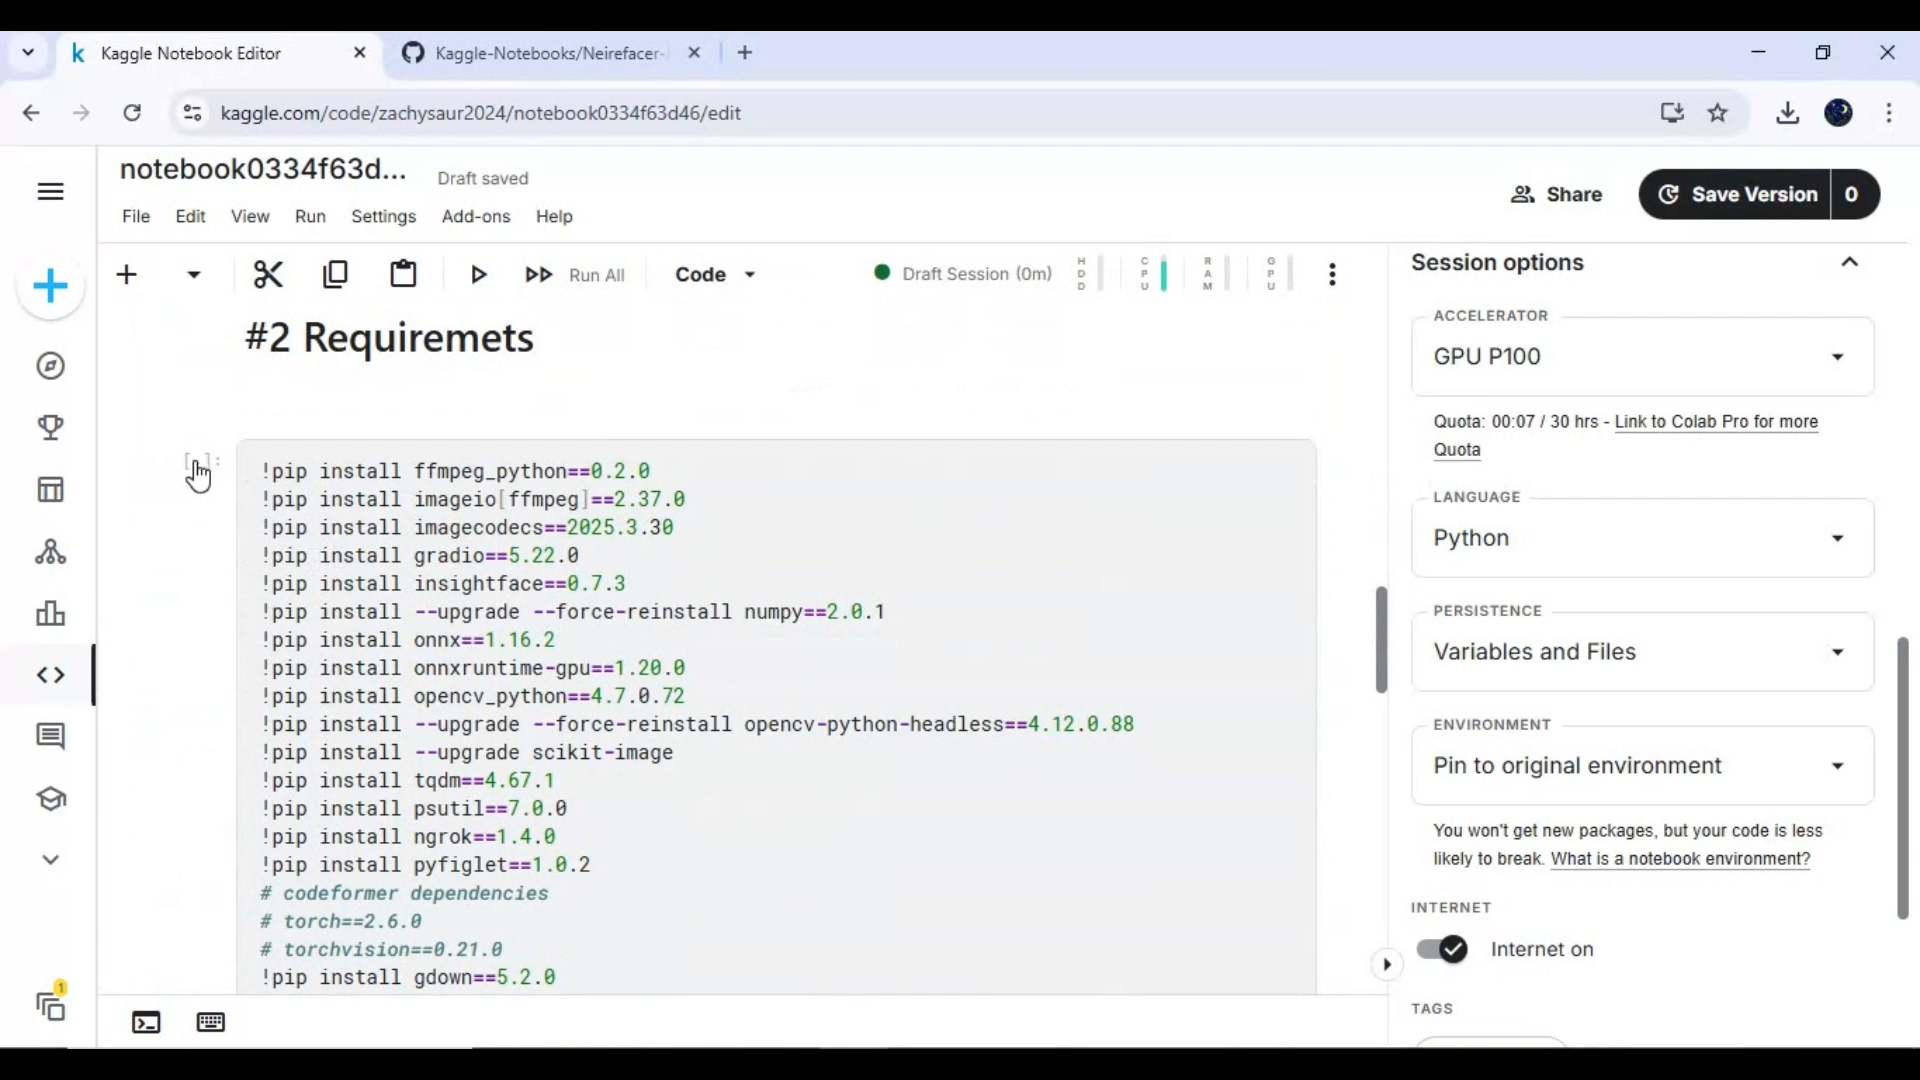 Kaggle Notebook Editor
Kaggle-Notebooks/Neirefacer-
kaggle.com/code/zachysaur2024/notebook0334f63d46/edit
notebook0334f63d...
Draft saved
File
Edit
View
Run
Settings
Add-ons
Help
Share
Save Version
0
Run All
Code
Draft Session (0m)
HDD
CPU
RAM
GPU
#2 Requiremets
[ ]:
!pip install ffmpeg_python==0.2.0
!pip install imageio[ffmpeg]==2.37.0
!pip install imagecodecs==2025.3.30
!pip install gradio==5.22.0
!pip install insightface==0.7.3
!pip install --upgrade --force-reinstall numpy==2.0.1
!pip install onnx==1.16.2
!pip install onnxruntime-gpu==1.20.0
!pip install opencv_python==4.7.0.72
!pip install --upgrade --force-reinstall opencv-python-headless==4.12.0.88
!pip install --upgrade scikit-image
!pip install tqdm==4.67.1
!pip install psutil==7.0.0
!pip install ngrok==1.4.0
!pip install pyfiglet==1.0.2
# codeformer dependencies
# torch==2.6.0
# torchvision==0.21.0
!pip install gdown==5.2.0
Session options
ACCELERATOR
GPU P100
Quota: 00:07 / 30 hrs - Link to Colab Pro for more
Quota
LANGUAGE
Python
PERSISTENCE
Variables and Files
ENVIRONMENT
Pin to original environment
You won't get new packages, but your code is less
likely to break. What is a notebook environment?
INTERNET
Internet on
TAGS
1